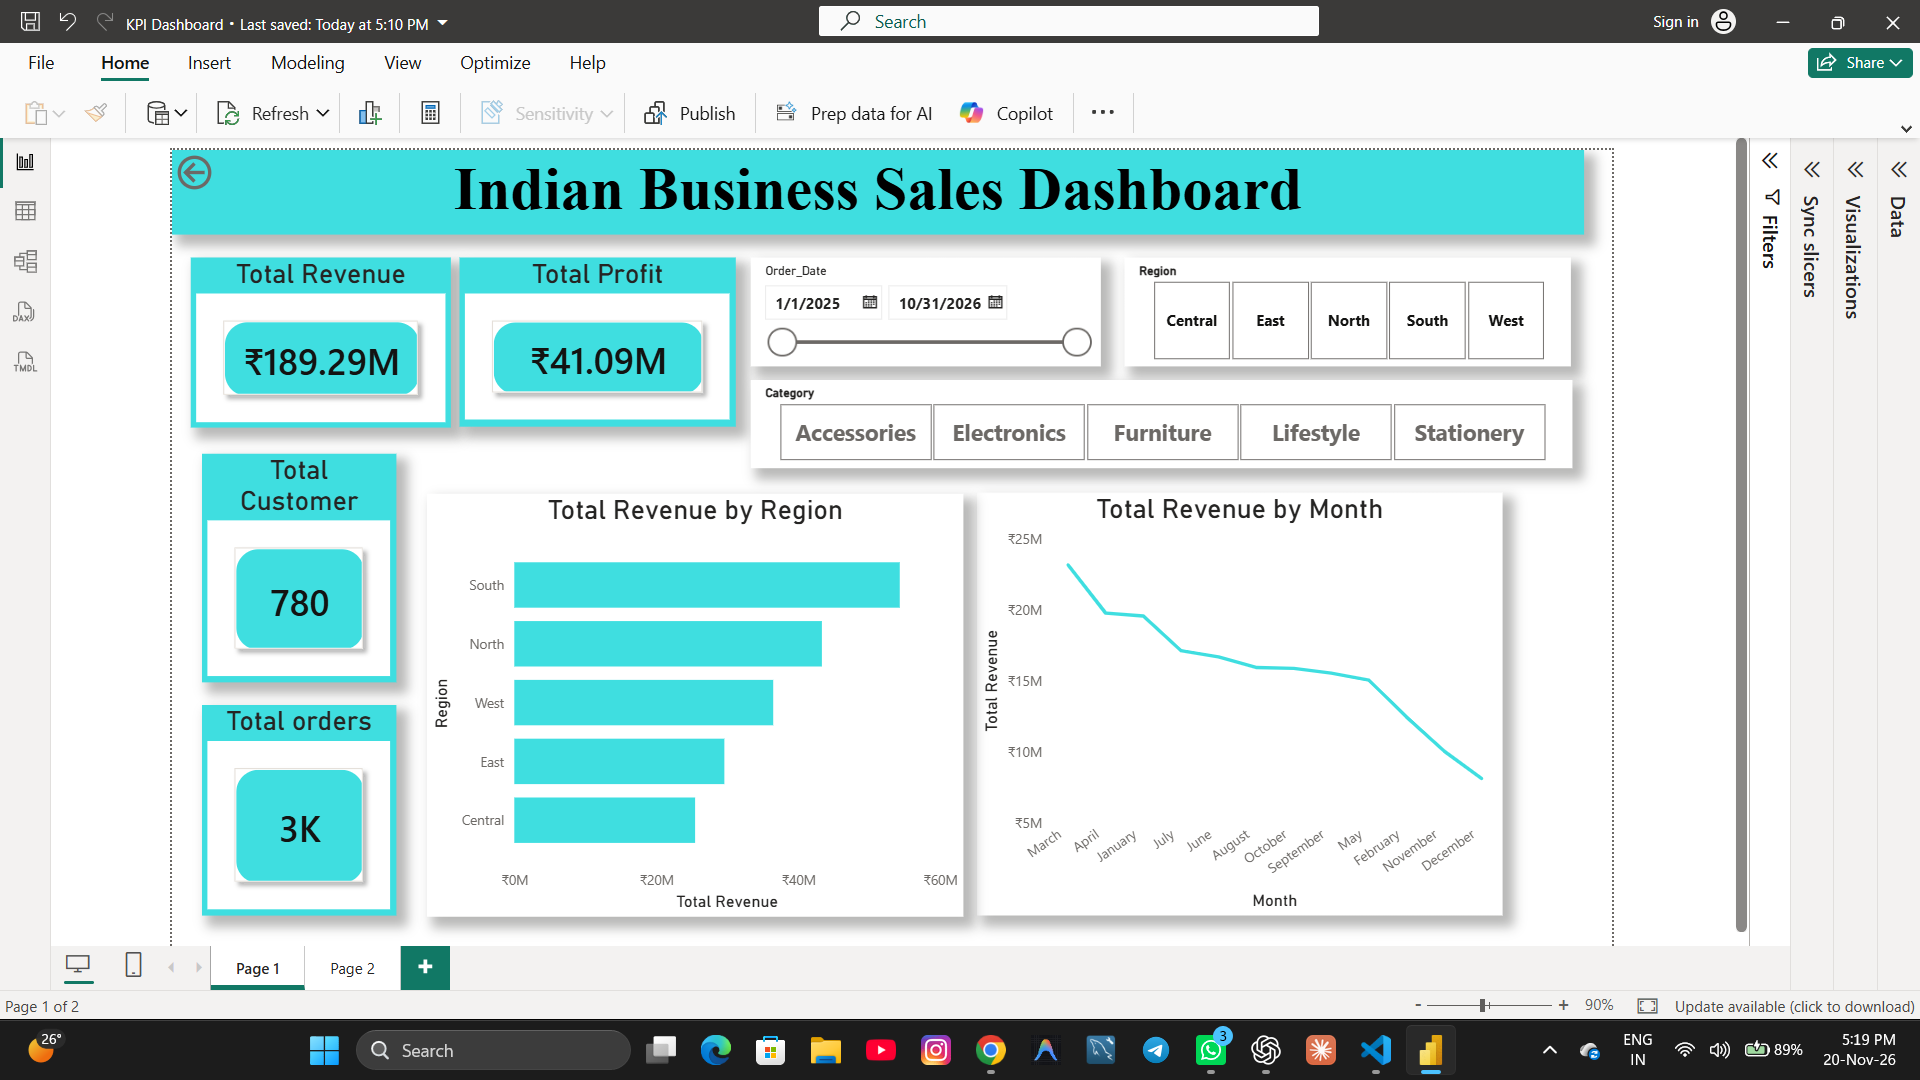 KPI Dashboard • Last saved: Today at 5:10 PM
Search
Sign in
File Home Insert Modeling View Optimize Help
Share
Refresh
Sensitivity
Publish
Prep data for AI
Copilot
Indian Business Sales Dashboard
Total Revenue
₹189.29M
Total Profit
₹41.09M
Order_Date
1/1/2025
10/31/2026
Region
Central East North South West
Category
Accessories Electronics Furniture Lifestyle Stationery
Total
Customer
780
Total orders
3K
Total Revenue by Region
Region
South
North
West
East
Central
₹0M ₹20M ₹40M ₹60M
Total Revenue
Total Revenue by Month
Total Revenue
₹25M
₹20M
₹15M
₹10M
₹5M
March April January July June August October September May February November December
Month
Filters
Sync slicers
Visualizations
Data
DAX
TMDL
Page 1
Page 2
+
Page 1 of 2
- + 90%
Update available (click to download)
26°
Search
3
ENG
IN
89%
5:19 PM
20-Nov-26